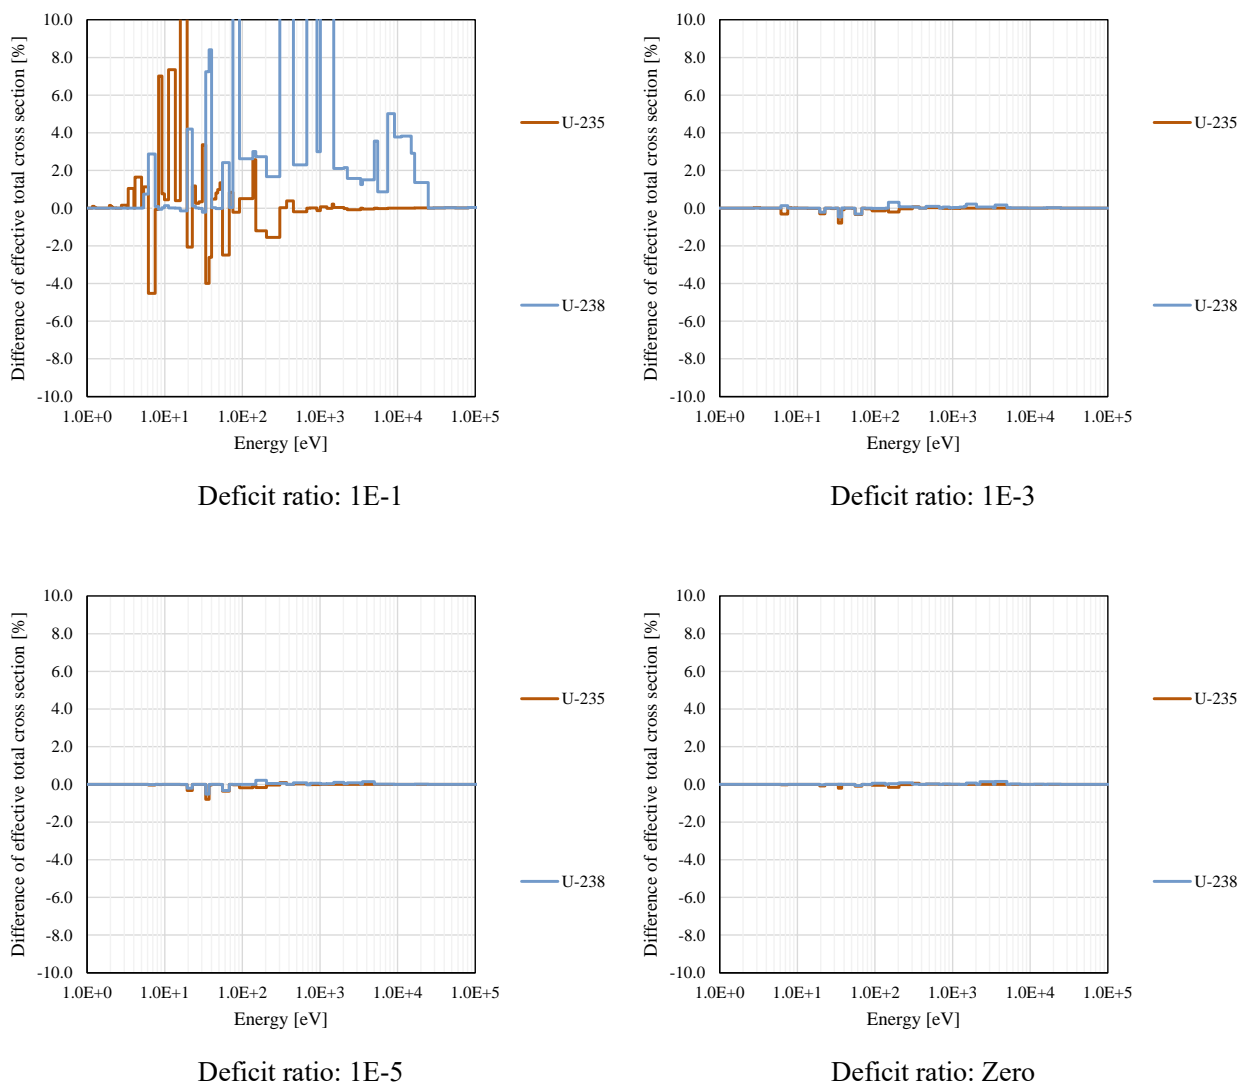 Difference of effective total cross section [%]
10.0
8.0
6.0
4.0
2.0
0.0
-2.0
-4.0
-6.0
-8.0
-10.0
1.0E+0 1.0E+1 1.0E+2 1.0E+3 1.0E+4 1.0E+5
Energy [eV]
U-235
U-238
Deficit ratio: 1E-1
Difference of effective total cross section [%]
10.0
8.0
6.0
4.0
2.0
0.0
-2.0
-4.0
-6.0
-8.0
-10.0
1.0E+0 1.0E+1 1.0E+2 1.0E+3 1.0E+4 1.0E+5
Energy [eV]
U-235
U-238
Deficit ratio: 1E-3
Difference of effective total cross section [%]
10.0
8.0
6.0
4.0
2.0
0.0
-2.0
-4.0
-6.0
-8.0
-10.0
1.0E+0 1.0E+1 1.0E+2 1.0E+3 1.0E+4 1.0E+5
Energy [eV]
U-235
U-238
Deficit ratio: 1E-5
Difference of effective total cross section [%]
10.0
8.0
6.0
4.0
2.0
0.0
-2.0
-4.0
-6.0
-8.0
-10.0
1.0E+0 1.0E+1 1.0E+2 1.0E+3 1.0E+4 1.0E+5
Energy [eV]
U-235
U-238
Deficit ratio: Zero